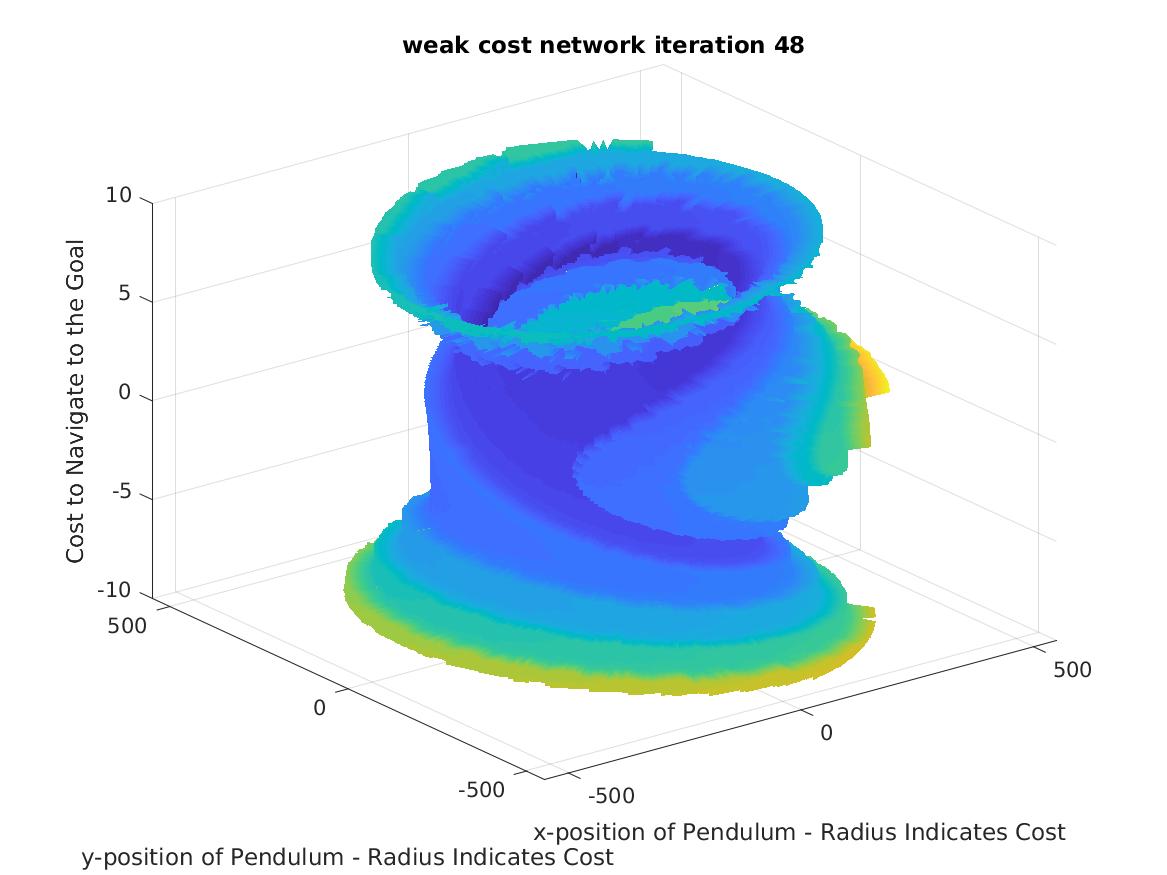 weak cost network iteration 48
Cost to Navigate to the Goal
10
5
0
-5
-10
500
0
-500
-500
0
500
x-position of Pendulum - Radius Indicates Cost
y-position of Pendulum - Radius Indicates Cost